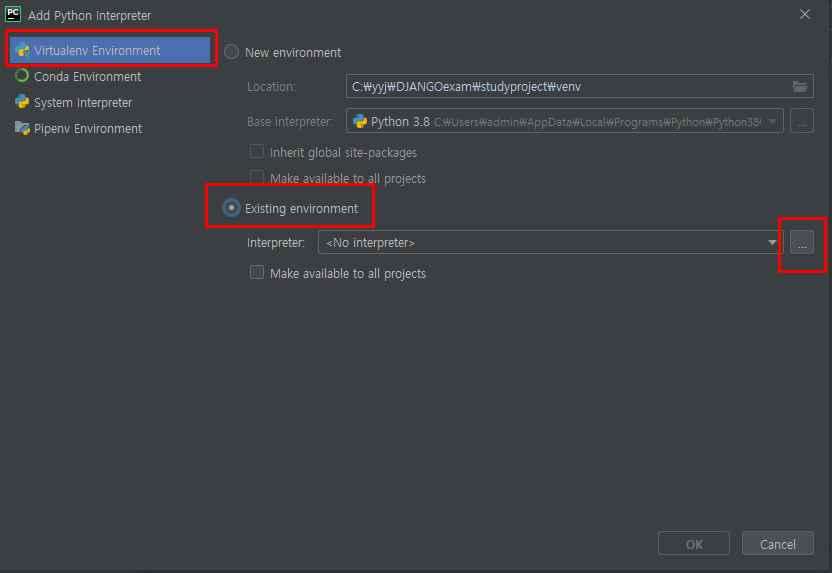 PC Add Python Interpreter
Virtualenv Environment
Conda Environment
System Interpreter
Pipenv Environment
New environment
Location: C:₩yyj₩DJANGOexam₩studyproject₩venv
Base interpreter: Python 3.8 C:₩Users₩admin₩AppData₩Local₩Programs₩Python₩Python38 ...
Inherit global site-packages
Make available to all projects
Existing environment
Interpreter: <No interpreter> ...
Make available to all projects
OK Cancel